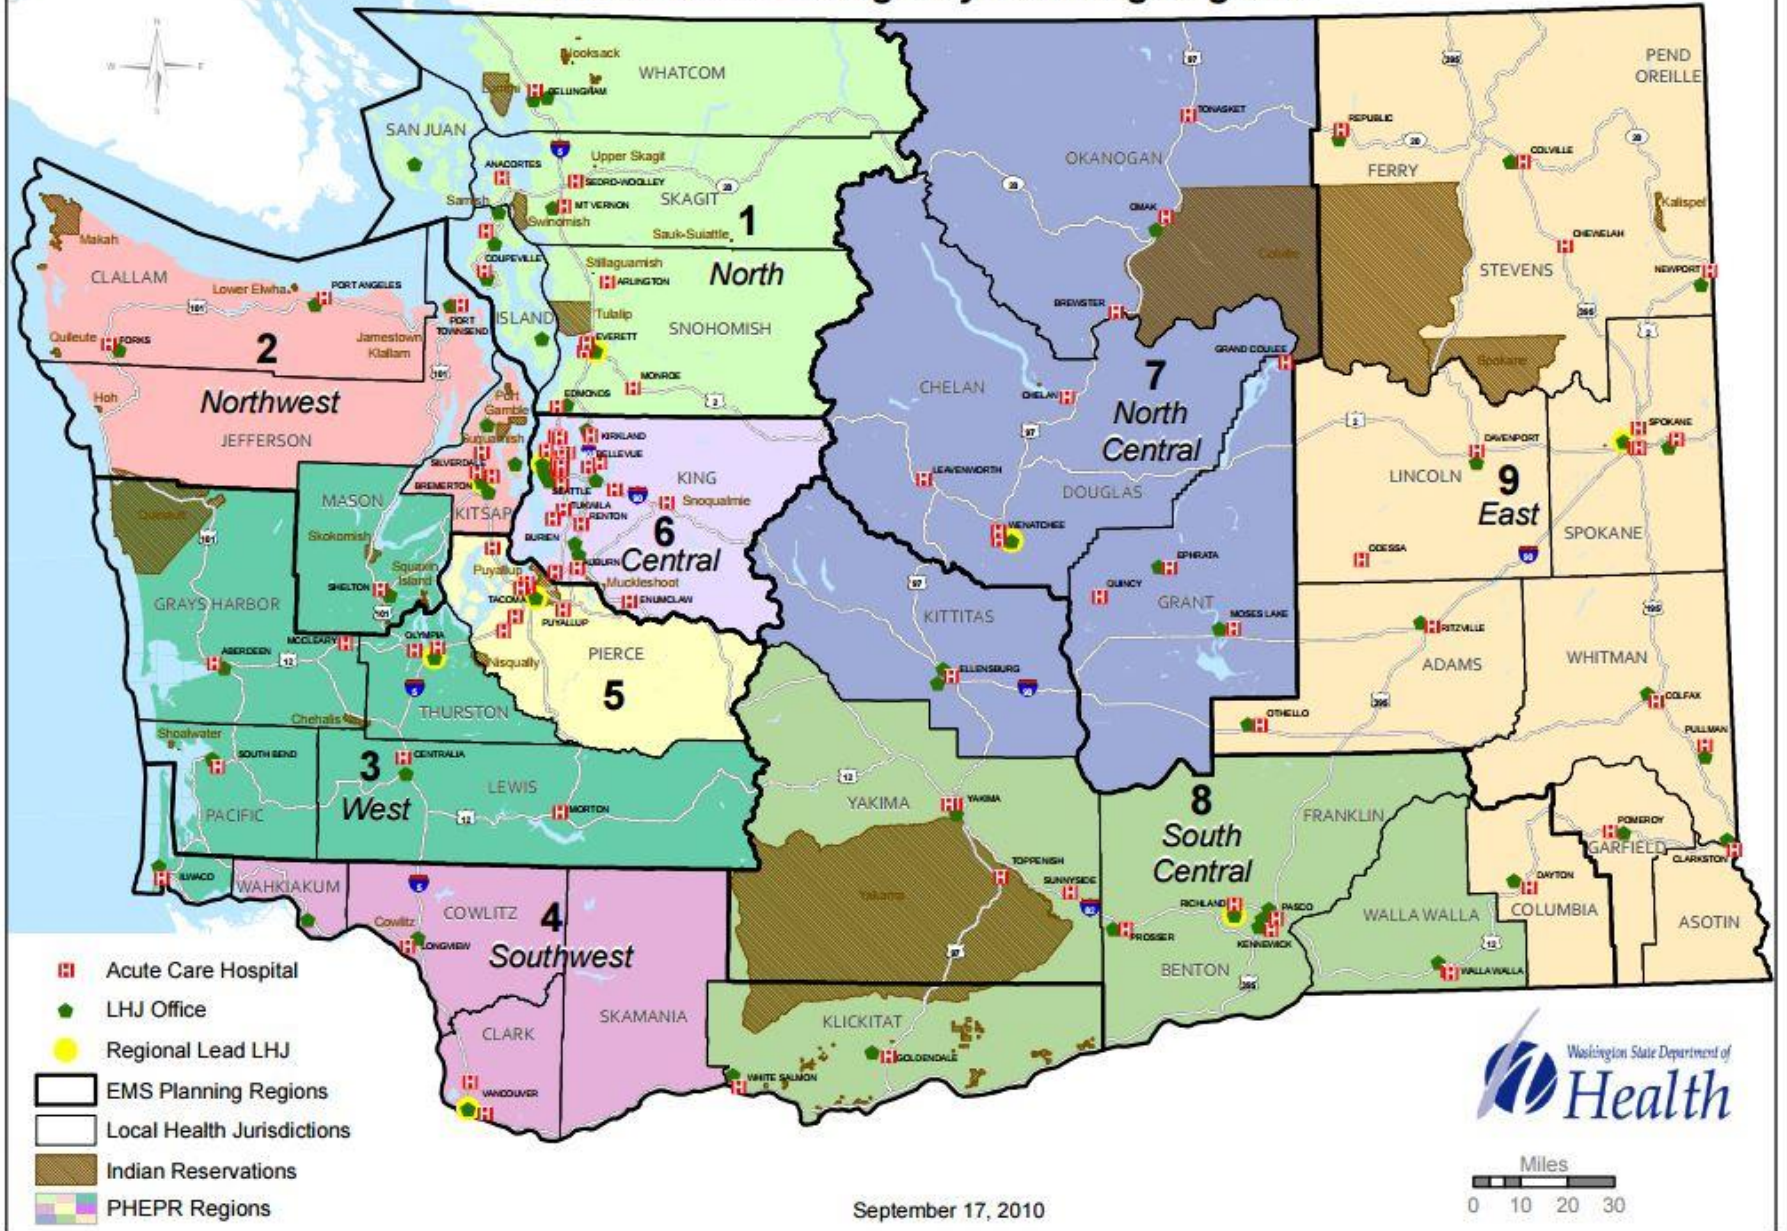 WHATCOM
Nooksack
BELLINGHAM
SAN JUAN
ANACORTES
Upper Skagit
SEDRO-WOOLLEY
SKAGIT
1
North
MT VERNON
Samish
Swinomish
Sauk-Suiattle
COUPEVILLE
Stillaguamish
ARLINGTON
ISLAND
Tulalip
SNOHOMISH
EVERETT
MONROE
EDMONDS
Makah
CLALLAM
Lower Elwha
PORT ANGELES
PORT
TOWNSEND
Quileute
FORKS
2
Northwest
Jamestown
Klallam
Hoh
JEFFERSON
Port
Gamble
Suquamish
SILVERDALE
BREMERTON
KITSAP
KIRKLAND
BELLEVUE
SEATTLE
KING
Snoqualmie
TUKWILA
RENTON
BURIEN
6
Central
AUBURN
Muckleshoot
ENUMCLAW
MASON
Skokomish
Squaxin
Island
SHELTON
Quinault
GRAYS HARBOR
MCCLEARY
ABERDEEN
OLYMPIA
Puyallup
TACOMA
PUYALLUP
Nisqually
PIERCE
5
THURSTON
Chehalis
Shoalwater
SOUTH BEND
CENTRALIA
3
West
LEWIS
MORTON
PACIFIC
ILWACO
WAHKIAKUM
COWLITZ
Cowlitz
LONGVIEW
4
Southwest
CLARK
SKAMANIA
VANCOUVER
OKANOGAN
TONASKET
OMAK
Colville
BREWSTER
GRAND COULEE
CHELAN
CHELAN
7
North
Central
LEAVENWORTH
DOUGLAS
WENATCHEE
EPHRATA
QUINCY
GRANT
MOSES LAKE
KITTITAS
ELLENSBURG
YAKIMA
YAKIMA
Yakama
TOPPENISH
SUNNYSIDE
8
South
Central
FRANKLIN
RICHLAND
PASCO
KENNEWICK
PROSSER
BENTON
WALLA WALLA
WALLA WALLA
KLICKITAT
GOLDENDALE
WHITE SALMON
PEND
OREILLE
REPUBLIC
FERRY
COLVILLE
Kalispel
CHEWELAH
STEVENS
NEWPORT
Spokane
SPOKANE
DAVENPORT
LINCOLN
9
East
SPOKANE
ODESSA
RITZVILLE
ADAMS
WHITMAN
OTHELLO
COLFAX
PULLMAN
POMEROY
GARFIELD
CLARKSTON
DAYTON
COLUMBIA
ASOTIN
Acute Care Hospital
LHJ Office
Regional Lead LHJ
EMS Planning Regions
Local Health Jurisdictions
Indian Reservations
PHEPR Regions
September 17, 2010
Washington State Department of
Health
Miles
0 10 20 30